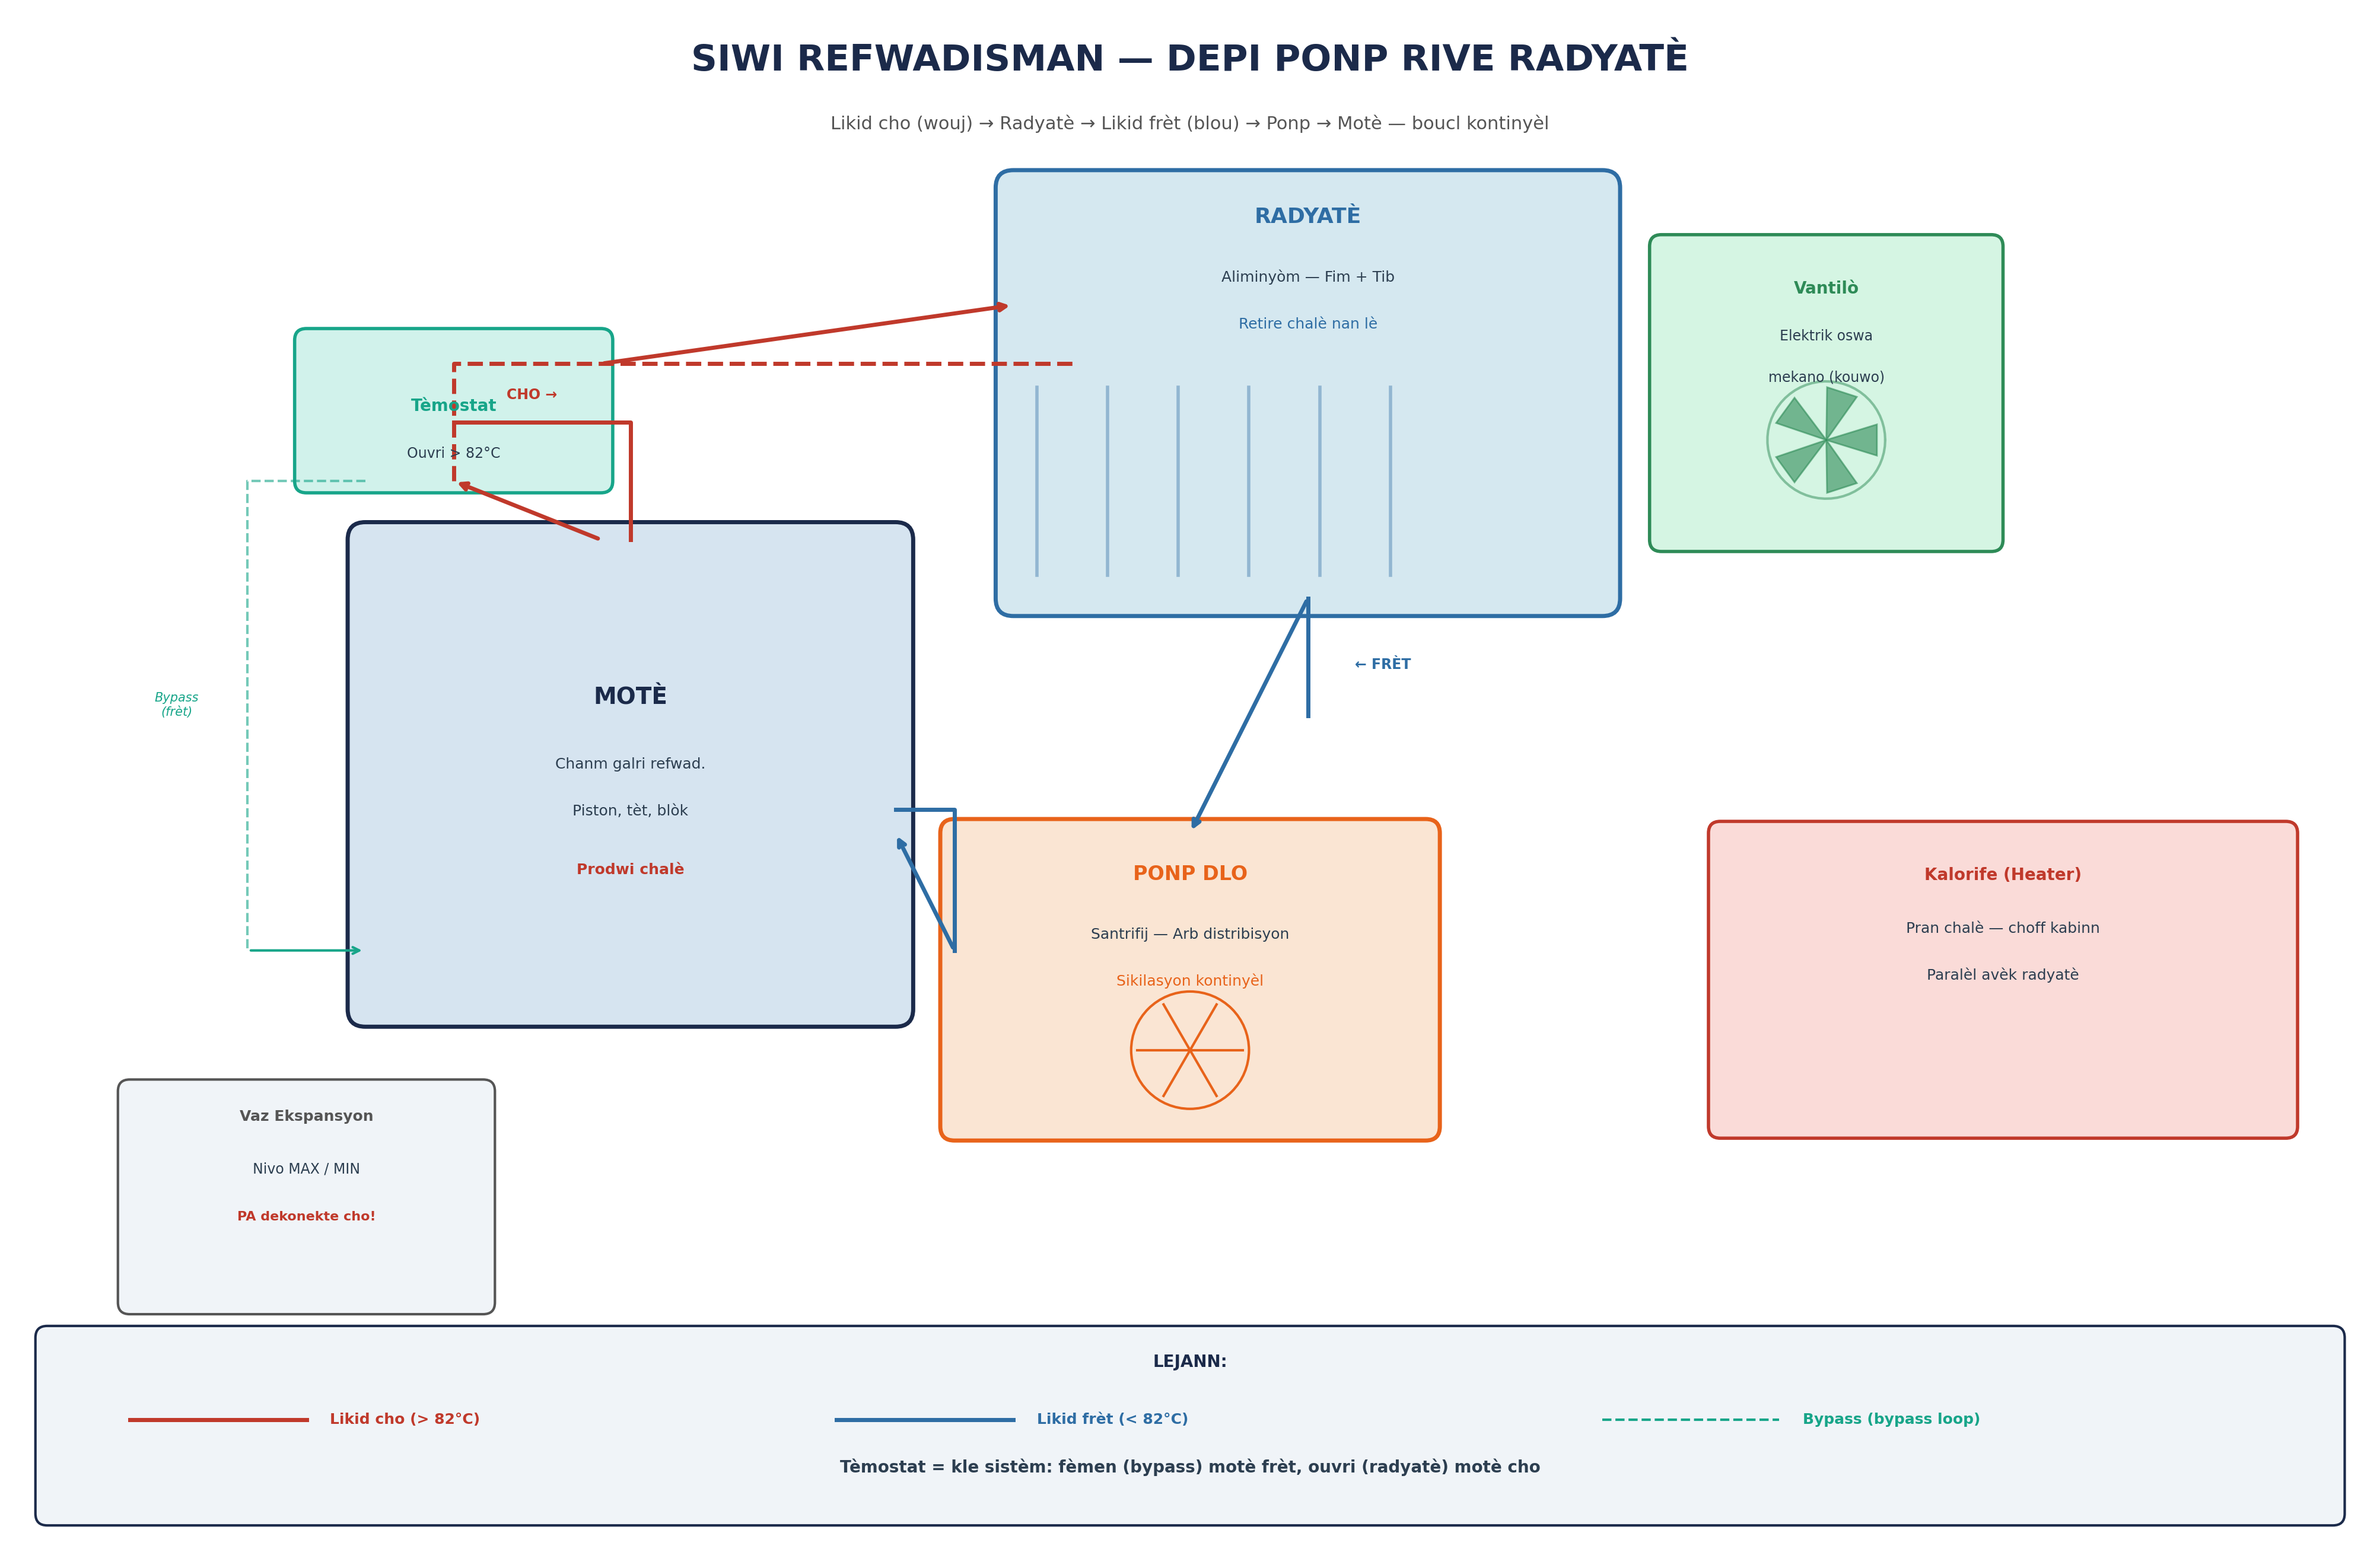 SIWI REFWADISMAN — DEPI PONP RIVE RADYATÈ
Likid cho (wouj) → Radyatè → Likid frèt (blou) → Ponp → Motè — boucl kontinyèl
RADYATÈ
Aliminyòm — Fim + Tib
Retire chalè nan lè
Vantilò
Elektrik oswa
mekano (kouwo)
Tèmostat
CHO →
Ouvri > 82°C
Bypass
(frèt)
MOTÈ
Chanm galri refwad.
Piston, tèt, blòk
Prodwi chalè
← FRÈT
PONP DLO
Santrifij — Arb distribisyon
Sikilasyon kontinyèl
Kalorife (Heater)
Pran chalè — choff kabinn
Paralèl avèk radyatè
Vaz Ekspansyon
Nivo MAX / MIN
PA dekonekte cho!
LEJANN:
Likid cho (> 82°C)
Likid frèt (< 82°C)
Bypass (bypass loop)
Tèmostat = kle sistèm: fèmen (bypass) motè frèt, ouvri (radyatè) motè cho